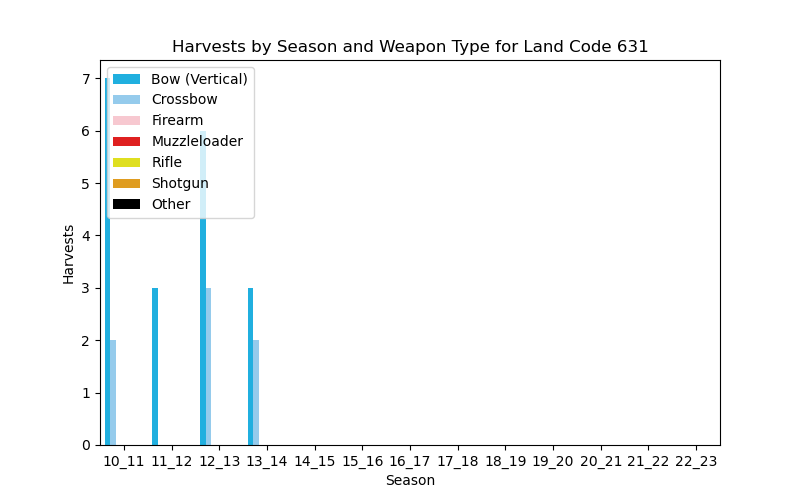 Harvests by Season and Weapon Type for Land Code 631
7
6
5
4
3
2
1
0
Harvests
Bow (Vertical)
Crossbow
Firearm
Muzzleloader
Rifle
Shotgun
Other
10_11 11_12 12_13 13_14 14_15 15_16 16_17 17_18 18_19 19_20 20_21 21_22 22_23
Season